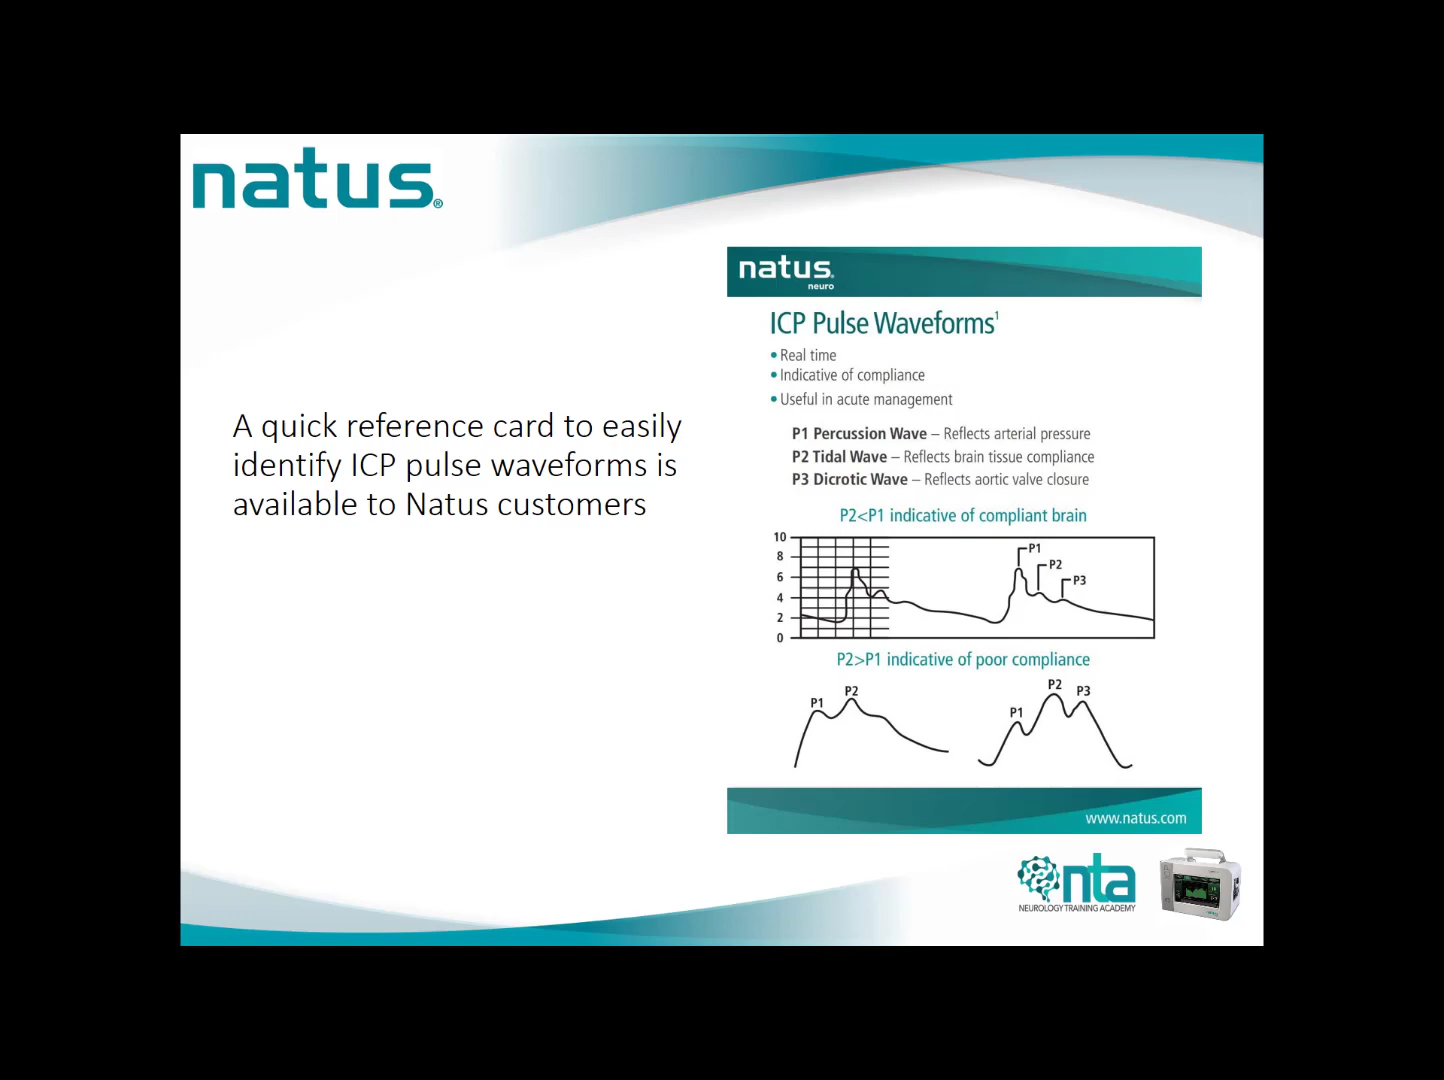 natus®
A quick reference card to easily
identify ICP pulse waveforms is
available to Natus customers
natus®
neuro
ICP Pulse Waveforms¹
• Real time
• Indicative of compliance
• Useful in acute management
P1 Percussion Wave – Reflects arterial pressure
P2 Tidal Wave – Reflects brain tissue compliance
P3 Dicrotic Wave – Reflects aortic valve closure
P2<P1 indicative of compliant brain
10
8
6
4
2
0
P1
P2
P3
P2>P1 indicative of poor compliance
P1
P2
P1
P2
P3
www.natus.com
nta
NEUROLOGY TRAINING ACADEMY